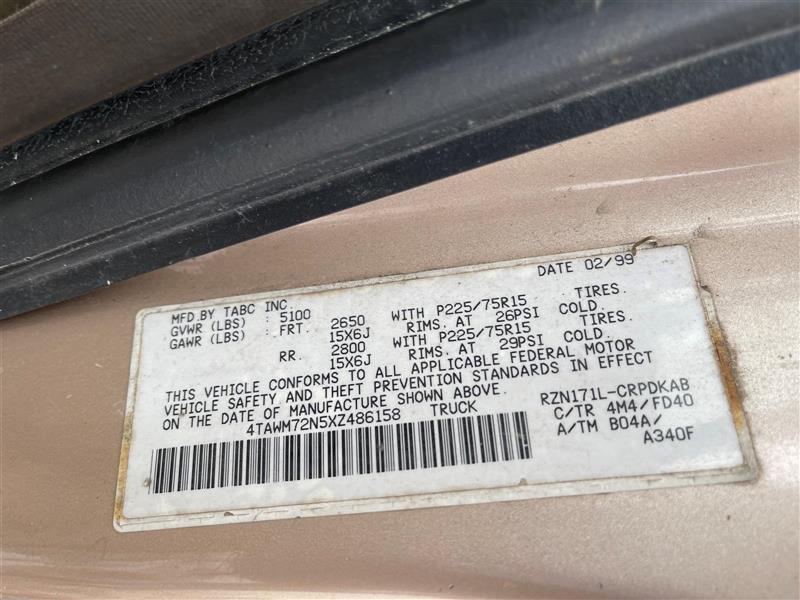 DATE 02/99
MFD.BY TABC INC.
GVWR (LBS) : 5100
GAWR (LBS) : FRT. 2650 WITH P225/75R15 TIRES.
15X6J RIMS. AT 26PSI COLD.
RR. 2800 WITH P225/75R15 TIRES.
15X6J RIMS. AT 29PSI COLD.
THIS VEHICLE CONFORMS TO ALL APPLICABLE FEDERAL MOTOR
VEHICLE SAFETY AND THEFT PREVENTION STANDARDS IN EFFECT
ON THE DATE OF MANUFACTURE SHOWN ABOVE.
4TAWM72N5XZ486158 TRUCK
RZN171L-CRPDKAB
C/TR 4M4/FD40
A/TM B04A/
A340F